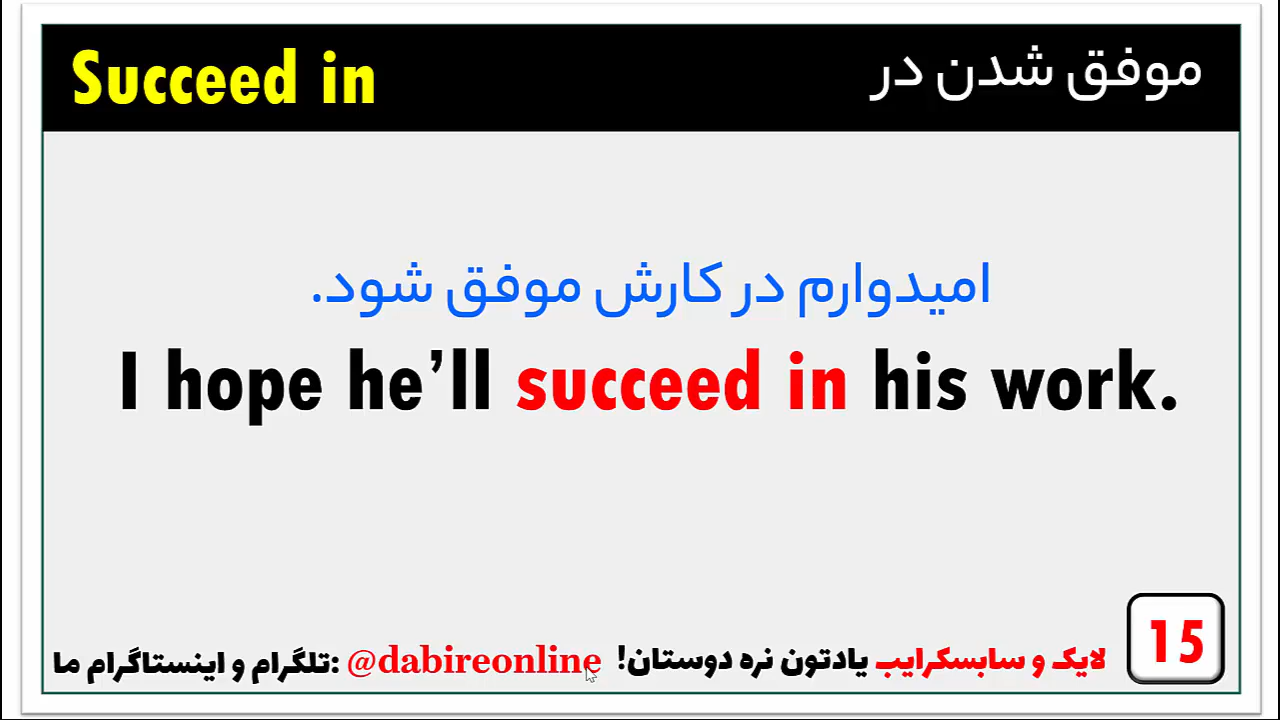 Succeed in
موفق شدن در
امیدوارم در کارش موفق شود.
I hope he’ll succeed in his work.
15
لایک و سابسکرایب یادتون نره دوستان!
تلگرام و اینستاگرام ما: @dabireonline